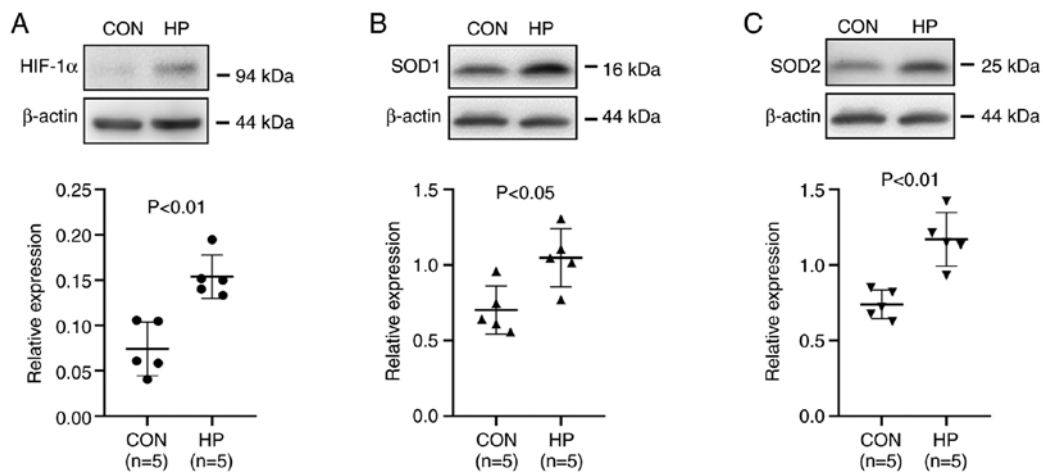 A
CON HP
HIF-1α
94 kDa
β-actin
44 kDa
P<0.01
Relative expression
0.25
0.20
0.15
0.10
0.05
0.00
CON
(n=5)
HP
(n=5)
B
CON HP
SOD1
16 kDa
β-actin
44 kDa
P<0.05
Relative expression
1.5
1.0
0.5
0.0
CON
(n=5)
HP
(n=5)
C
CON HP
SOD2
25 kDa
β-actin
44 kDa
P<0.01
Relative expression
1.5
1.0
0.5
0.0
CON
(n=5)
HP
(n=5)